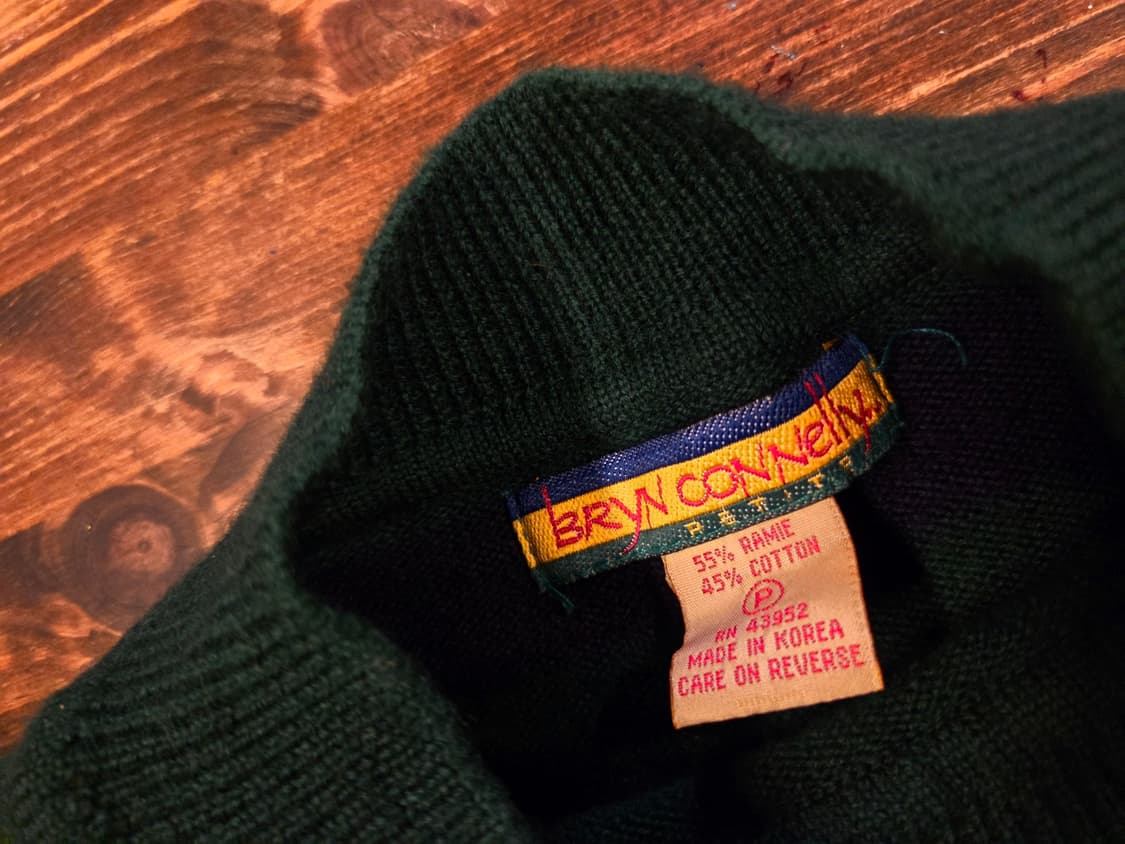 BRYN CONNElly
PETITE
55% RAMIE
45% COTTON
P
RN 43952
MADE IN KOREA
CARE ON REVERSE